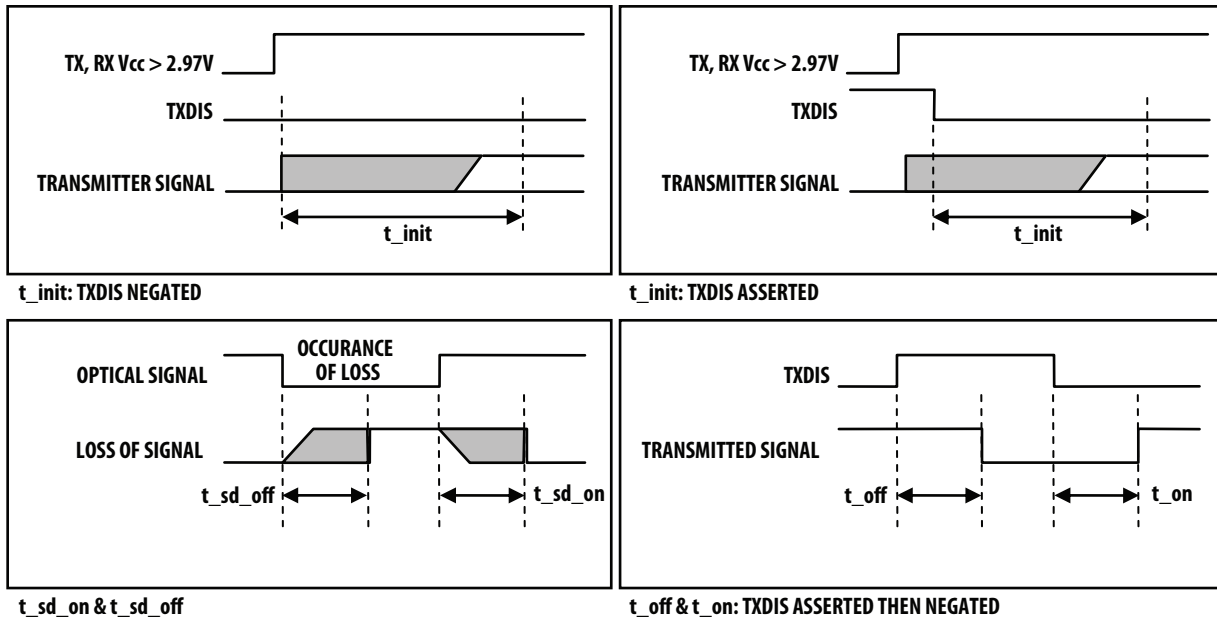 TX, RX Vcc > 2.97V
TXDIS
TRANSMITTER SIGNAL
t_init
t_init: TXDIS NEGATED
TX, RX Vcc > 2.97V
TXDIS
TRANSMITTER SIGNAL
t_init
t_init: TXDIS ASSERTED
OCCURANCE
OF LOSS
OPTICAL SIGNAL
LOSS OF SIGNAL
t_sd_off
t_sd_on
t_sd_on & t_sd_off
TXDIS
TRANSMITTED SIGNAL
t_off
t_on
t_off & t_on: TXDIS ASSERTED THEN NEGATED